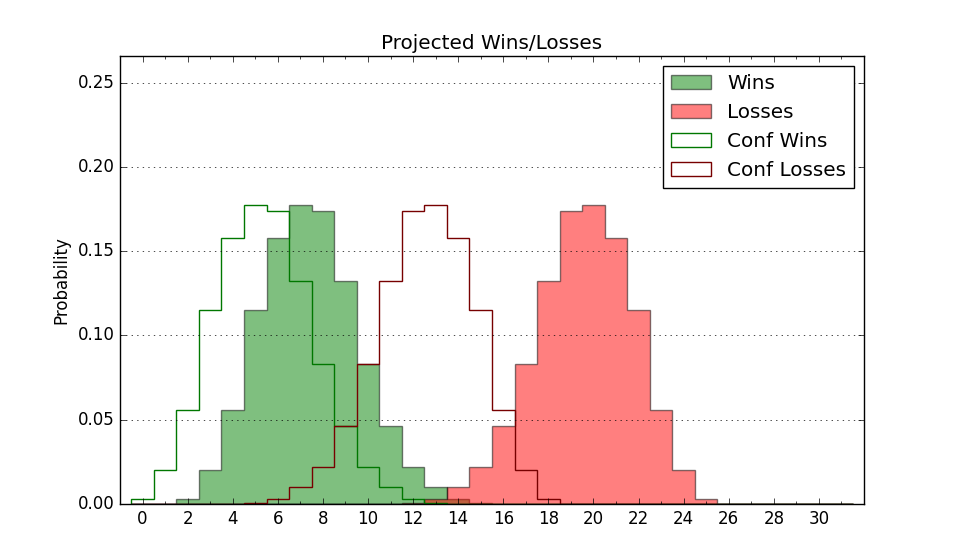 Projected Wins/Losses
0.25
0.20
0.15
0.10
0.05
0.00
Probability
Wins
Losses
Conf Wins
Conf Losses
0 2 4 6 8 10 12 14 16 18 20 22 24 26 28 30